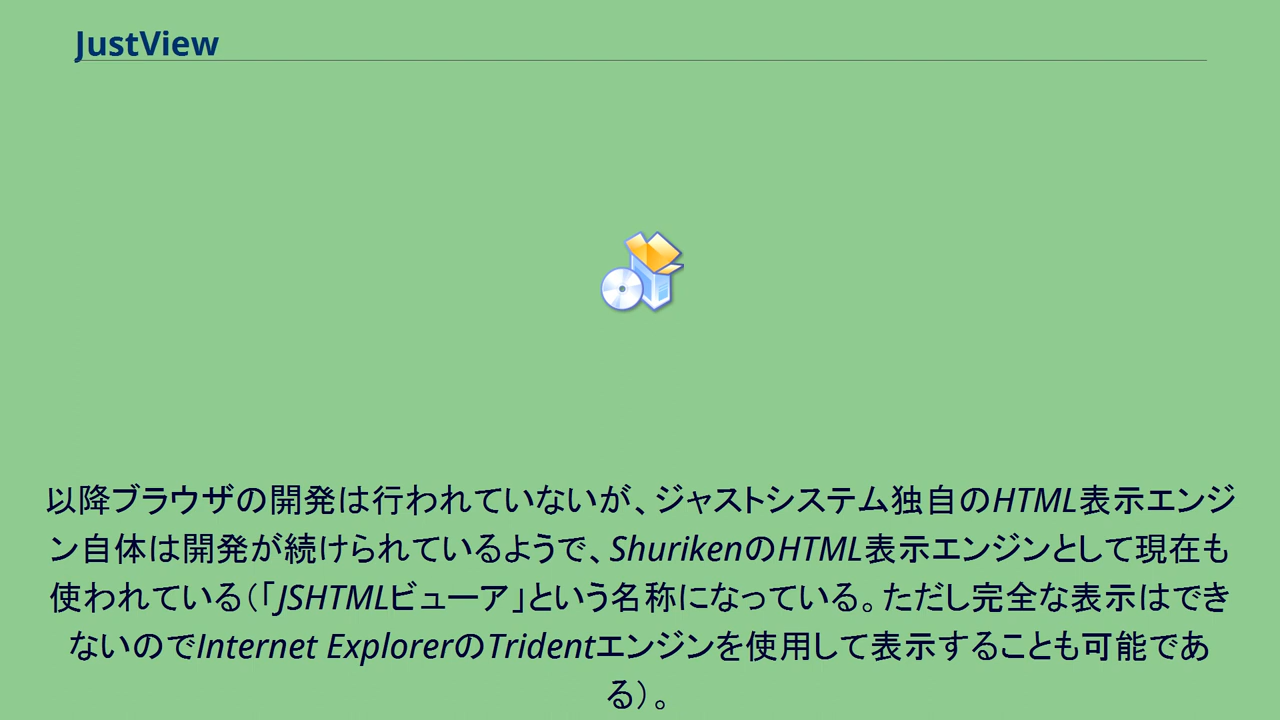 JustView
以降ブラウザの開発は行われていないが、ジャストシステム独自のHTML表示エンジ
ン自体は開発が続けられているようで、ShurikenのHTML表示エンジンとして現在も
使われている（「JSHTMLビューア」という名称になっている。ただし完全な表示はでき
ないのでInternet ExplorerのTridentエンジンを使用して表示することも可能であ
る）。